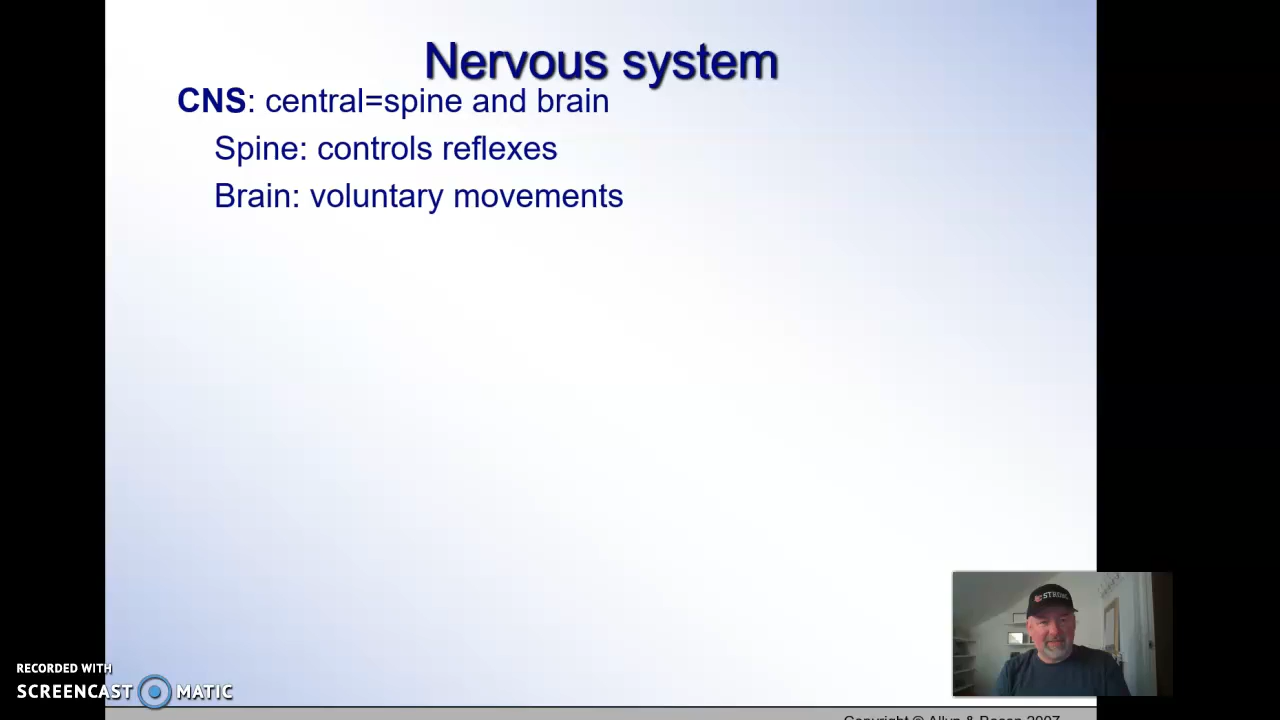 Nervous system
CNS: central=spine and brain
Spine: controls reflexes
Brain: voluntary movements
STRONG
RECORDED WITH
SCREENCAST MATIC
Copyright © Allyn & Bacon 2007